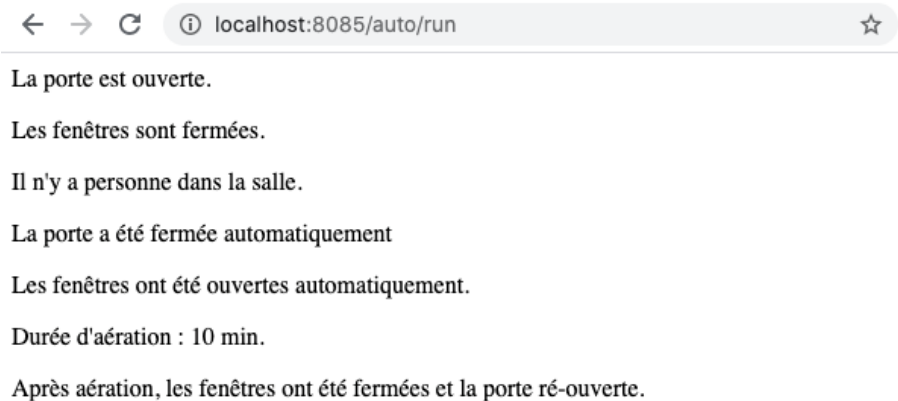 localhost:8085/auto/run
La porte est ouverte.
Les fenêtres sont fermées.
Il n'y a personne dans la salle.
La porte a été fermée automatiquement
Les fenêtres ont été ouvertes automatiquement.
Durée d'aération : 10 min.
Après aération, les fenêtres ont été fermées et la porte ré-ouverte.